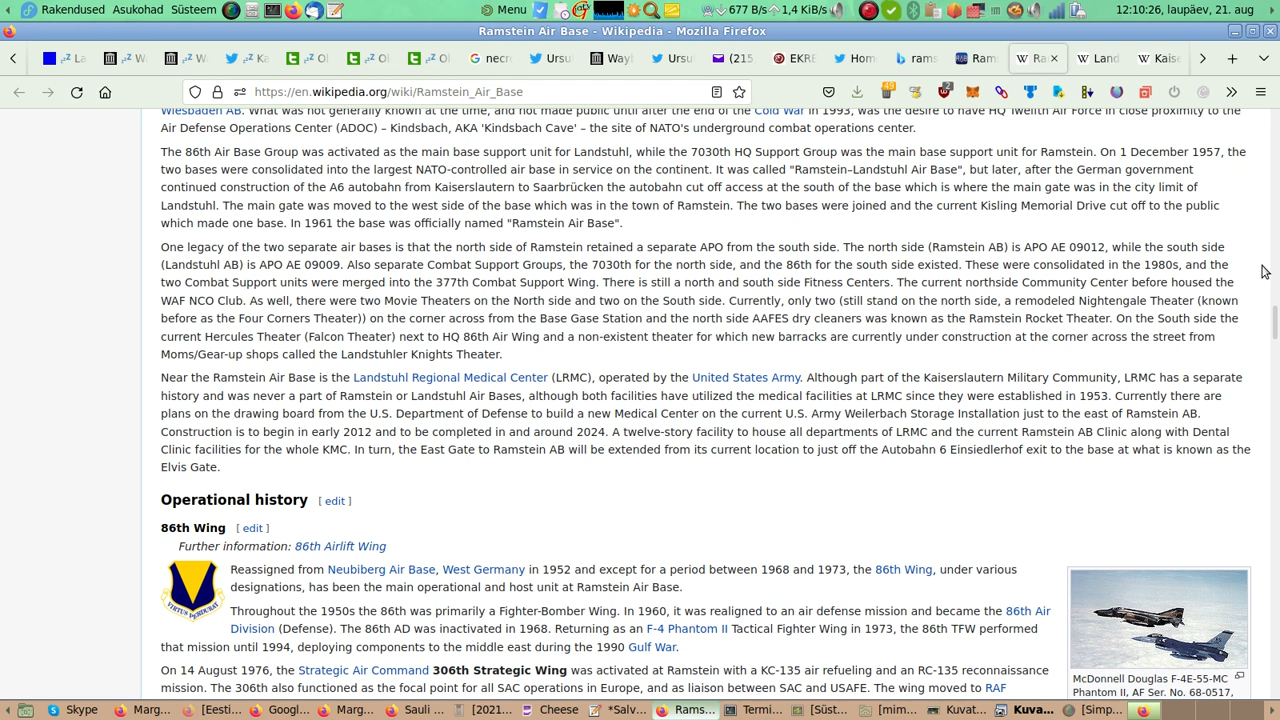 Rakendused Asukohad Süsteem Menu 677 B/s 1,4 KiB/s 12:10:26, laupäev, 21. aug
Ramstein Air Base - Wikipedia - Mozilla Firefox
La W W Ka Ol Ol Ol necr Ursu Wayb Ursu (215 EKRE Hom rams Ram Ra Land Kaise
https://en.wikipedia.org/wiki/Ramstein_Air_Base
Wiesbaden AB. What was not generally known at the time, and not made public until after the end of the Cold War in 1993, was the desire to have HQ Twelfth Air Force in close proximity to the
Air Defense Operations Center (ADOC) – Kindsbach, AKA 'Kindsbach Cave' – the site of NATO's underground combat operations center.
The 86th Air Base Group was activated as the main base support unit for Landstuhl, while the 7030th HQ Support Group was the main base support unit for Ramstein. On 1 December 1957, the
two bases were consolidated into the largest NATO-controlled air base in service on the continent. It was called "Ramstein–Landstuhl Air Base", but later, after the German government
continued construction of the A6 autobahn from Kaiserslautern to Saarbrücken the autobahn cut off access at the south of the base which is where the main gate was in the city limit of
Landstuhl. The main gate was moved to the west side of the base which was in the town of Ramstein. The two bases were joined and the current Kisling Memorial Drive cut off to the public
which made one base. In 1961 the base was officially named "Ramstein Air Base".
One legacy of the two separate air bases is that the north side of Ramstein retained a separate APO from the south side. The north side (Ramstein AB) is APO AE 09012, while the south side
(Landstuhl AB) is APO AE 09009. Also separate Combat Support Groups, the 7030th for the north side, and the 86th for the south side existed. These were consolidated in the 1980s, and the
two Combat Support units were merged into the 377th Combat Support Wing. There is still a north and south side Fitness Centers. The current northside Community Center before housed the
WAF NCO Club. As well, there were two Movie Theaters on the North side and two on the South side. Currently, only two (still stand on the north side, a remodeled Nightengale Theater (known
before as the Four Corners Theater)) on the corner across from the Base Gase Station and the north side AAFES dry cleaners was known as the Ramstein Rocket Theater. On the South side the
current Hercules Theater (Falcon Theater) next to HQ 86th Air Wing and a non-existent theater for which new barracks are currently under construction at the corner across the street from
Moms/Gear-up shops called the Landstuhler Knights Theater.
Near the Ramstein Air Base is the Landstuhl Regional Medical Center (LRMC), operated by the United States Army. Although part of the Kaiserslautern Military Community, LRMC has a separate
history and was never a part of Ramstein or Landstuhl Air Bases, although both facilities have utilized the medical facilities at LRMC since they were established in 1953. Currently there are
plans on the drawing board from the U.S. Department of Defense to build a new Medical Center on the current U.S. Army Weilerbach Storage Installation just to the east of Ramstein AB.
Construction is to begin in early 2012 and to be completed in and around 2024. A twelve-story facility to house all departments of LRMC and the current Ramstein AB Clinic along with Dental
Clinic facilities for the whole KMC. In turn, the East Gate to Ramstein AB will be extended from its current location to just off the Autobahn 6 Einsiedlerhof exit to the base at what is known as the
Elvis Gate.
Operational history [ edit ]
86th Wing [ edit ]
Further information: 86th Airlift Wing
VIRTUS PERDURAT
Reassigned from Neubiberg Air Base, West Germany in 1952 and except for a period between 1968 and 1973, the 86th Wing, under various
designations, has been the main operational and host unit at Ramstein Air Base.
Throughout the 1950s the 86th was primarily a Fighter-Bomber Wing. In 1960, it was realigned to an air defense mission and became the 86th Air
Division (Defense). The 86th AD was inactivated in 1968. Returning as an F-4 Phantom II Tactical Fighter Wing in 1973, the 86th TFW performed
that mission until 1994, deploying components to the middle east during the 1990 Gulf War.
On 14 August 1976, the Strategic Air Command 306th Strategic Wing was activated at Ramstein with a KC-135 air refueling and an RC-135 reconnaissance
mission. The 306th also functioned as the focal point for all SAC operations in Europe, and as liaison between SAC and USAFE. The wing moved to RAF
McDonnell Douglas F-4E-55-MC
Phantom II, AF Ser. No. 68-0517,
Skype Marg... [Eesti... Googl... Marg... Sauli ... [2021... Cheese *Salv... Rams... Termi... [Süst... [mim... Kuvat... Kuva... [Simp...